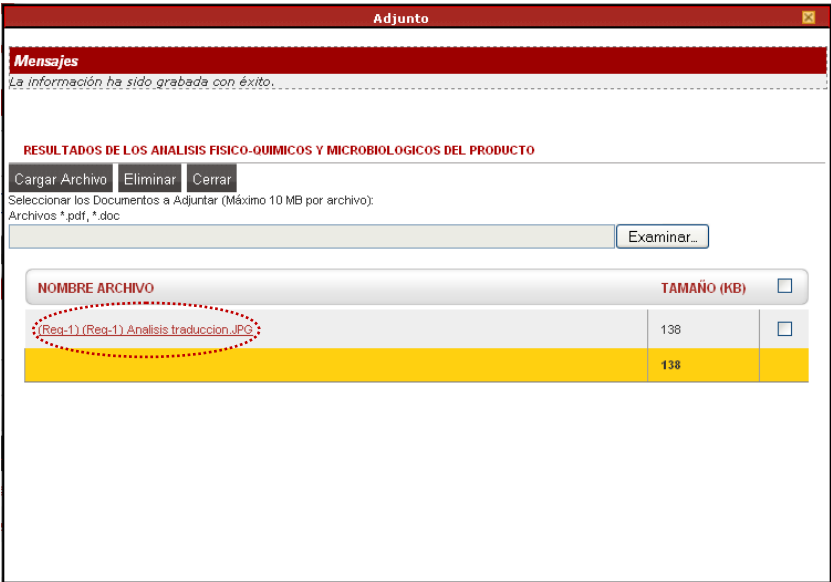 Adjunto
Mensajes
La información ha sido grabada con éxito.
RESULTADOS DE LOS ANALISIS FISICO-QUIMICOS Y MICROBIOLOGICOS DEL PRODUCTO
Cargar Archivo Eliminar Cerrar
Seleccionar los Documentos a Adjuntar (Máximo 10 MB por archivo):
Archivos *.pdf, *.doc
Examinar...
NOMBRE ARCHIVO TAMAÑO (KB)
(Req-1) (Req-1) Analisis traduccion.JPG 138
138